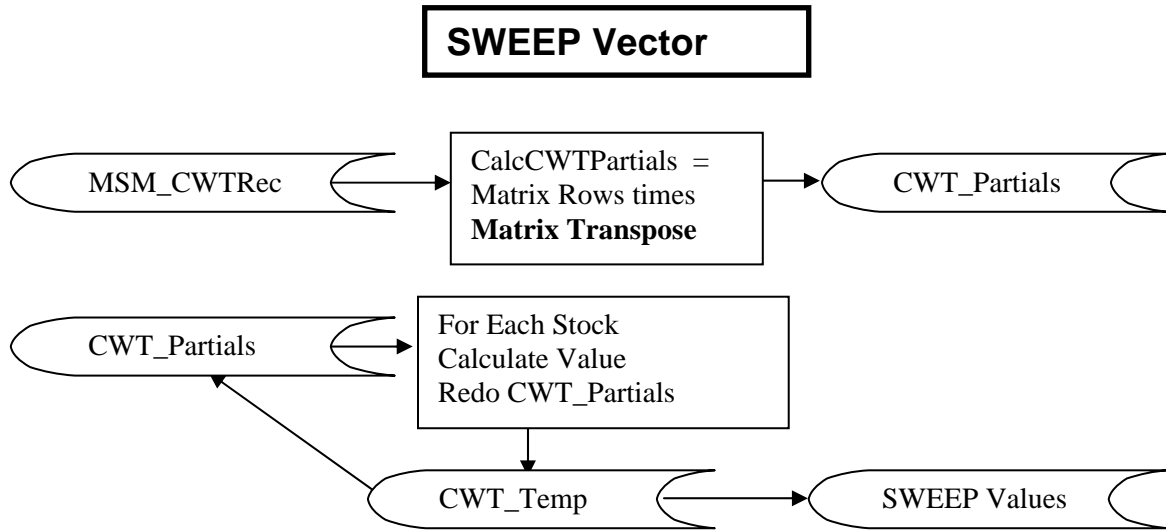 SWEEP Vector
MSM_CWTRec
CalcCWTPartials =
Matrix Rows times
Matrix Transpose
CWT_Partials
CWT_Partials
For Each Stock
Calculate Value
Redo CWT_Partials
CWT_Temp
SWEEP Values